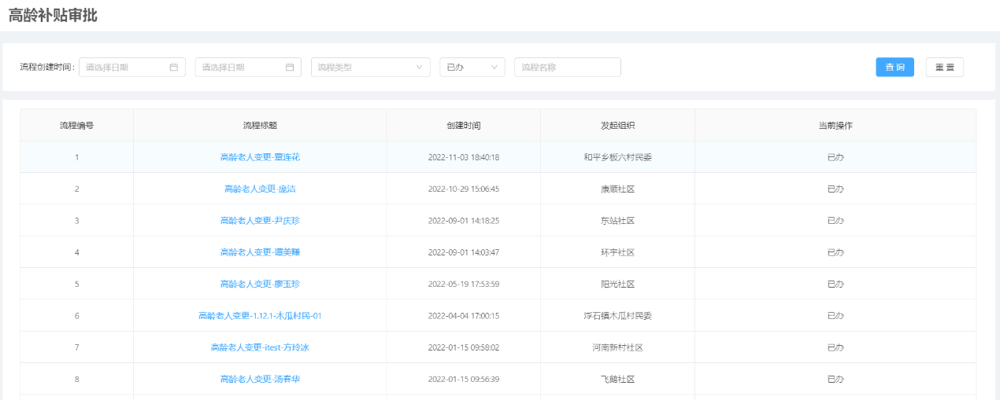 高龄补贴审批
流程创建时间： 请选择日期 请选择日期 流程类型 已办 流程名称 查 询 重 置
流程编号 流程标题 创建时间 发起组织 当前操作
1 高龄老人变更-覃连花 2022-11-03 18:40:18 和平乡板六村民委 已办
2 高龄老人变更-庞洁 2022-10-29 15:06:45 康顺社区 已办
3 高龄老人变更-尹庆珍 2022-09-01 14:18:25 东站社区 已办
4 高龄老人变更-谭美赚 2022-09-01 14:03:47 环宇社区 已办
5 高龄老人变更-廖玉珍 2022-05-19 17:53:59 阳光社区 已办
6 高龄老人变更-1.12.1-木瓜村民-01 2022-04-04 17:00:15 浮石镇木瓜村民委 已办
7 高龄老人变更-itest-方玲冰 2022-01-15 09:58:02 河南新村社区 已办
8 高龄老人变更-汤春华 2022-01-15 09:56:39 飞鹅社区 已办